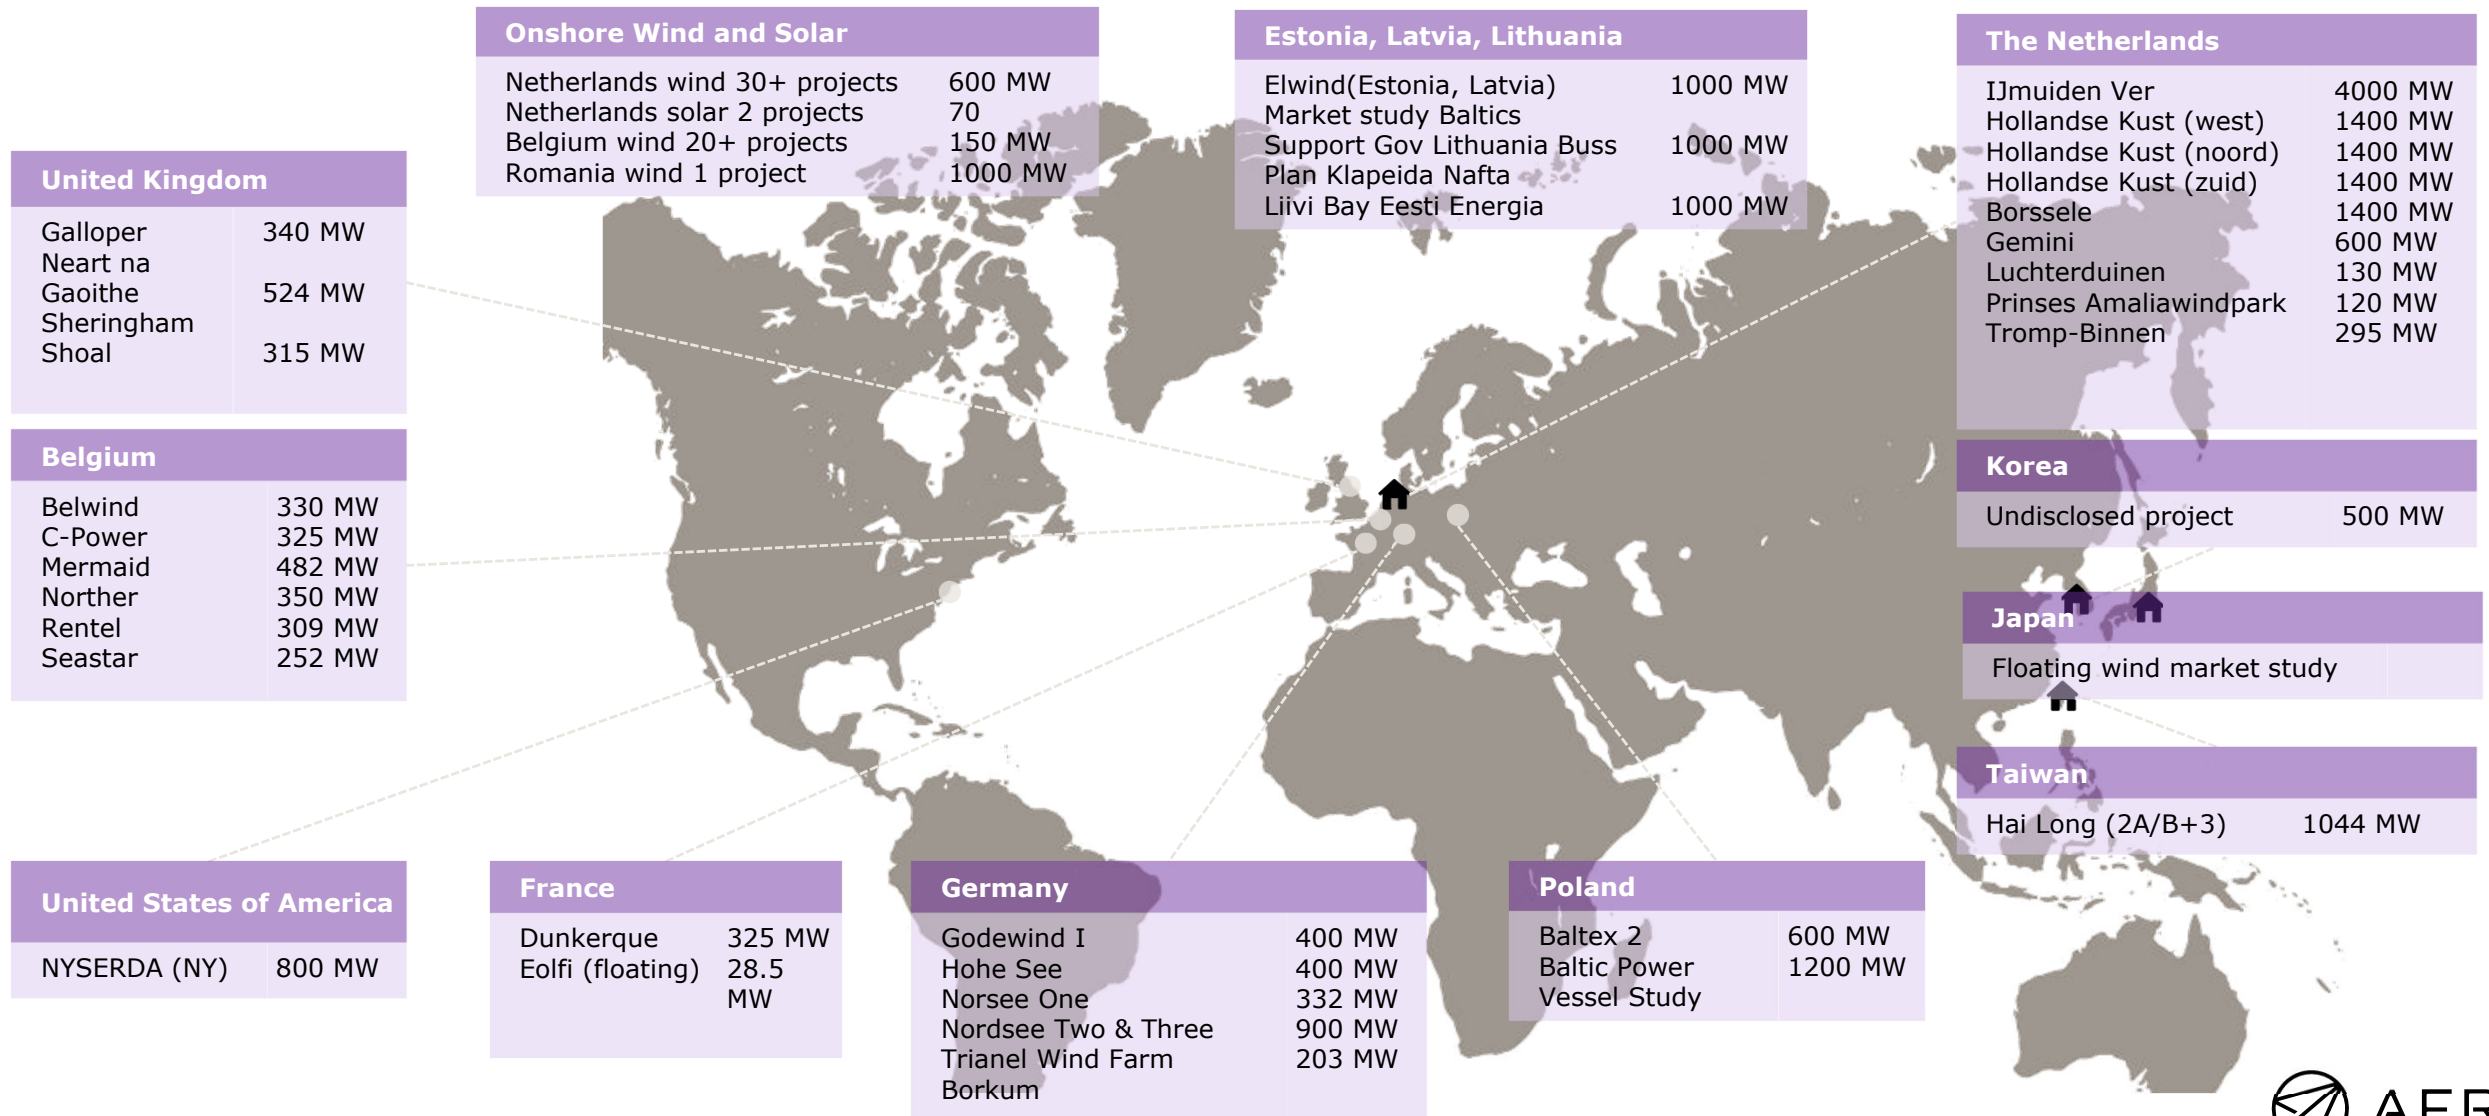 Onshore Wind and Solar
Netherlands wind 30+ projects 600 MW
Netherlands solar 2 projects 70
Belgium wind 20+ projects 150 MW
Romania wind 1 project 1000 MW
Estonia, Latvia, Lithuania
Elwind(Estonia, Latvia) 1000 MW
Market study Baltics
Support Gov Lithuania Buss 1000 MW
Plan Klapeida Nafta
Liivi Bay Eesti Energia 1000 MW
The Netherlands
IJmuiden Ver 4000 MW
Hollandse Kust (west) 1400 MW
Hollandse Kust (noord) 1400 MW
Hollandse Kust (zuid) 1400 MW
Borssele 1400 MW
Gemini 600 MW
Luchterduinen 130 MW
Prinses Amaliawindpark 120 MW
Tromp-Binnen 295 MW
United Kingdom
Galloper 340 MW
Neart na
Gaoithe 524 MW
Sheringham
Shoal 315 MW
Belgium
Belwind 330 MW
C-Power 325 MW
Mermaid 482 MW
Norther 350 MW
Rentel 309 MW
Seastar 252 MW
Korea
Undisclosed project 500 MW
Japan
Floating wind market study
Taiwan
Hai Long (2A/B+3) 1044 MW
United States of America
NYSERDA (NY) 800 MW
France
Dunkerque 325 MW
Eolfi (floating) 28.5
MW
Germany
Godewind I 400 MW
Hohe See 400 MW
Norsee One 332 MW
Nordsee Two & Three 900 MW
Trianel Wind Farm 203 MW
Borkum
Poland
Baltex 2 600 MW
Baltic Power 1200 MW
Vessel Study